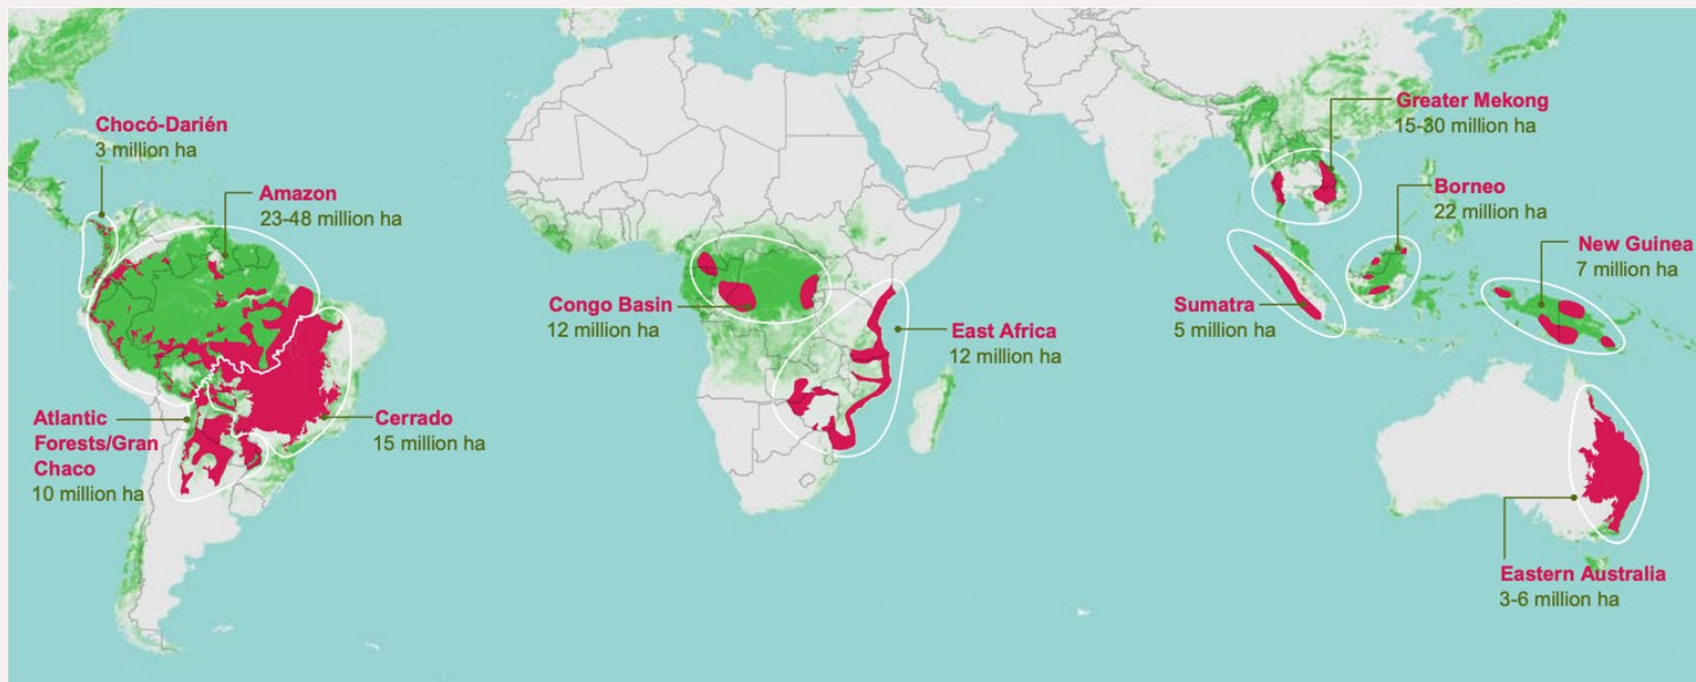 Chocó-Darién
3 million ha
Amazon
23-48 million ha
Atlantic
Forests/Gran
Chaco
10 million ha
Cerrado
15 million ha
Congo Basin
12 million ha
East Africa
12 million ha
Greater Mekong
15-30 million ha
Borneo
22 million ha
New Guinea
7 million ha
Sumatra
5 million ha
Eastern Australia
3-6 million ha